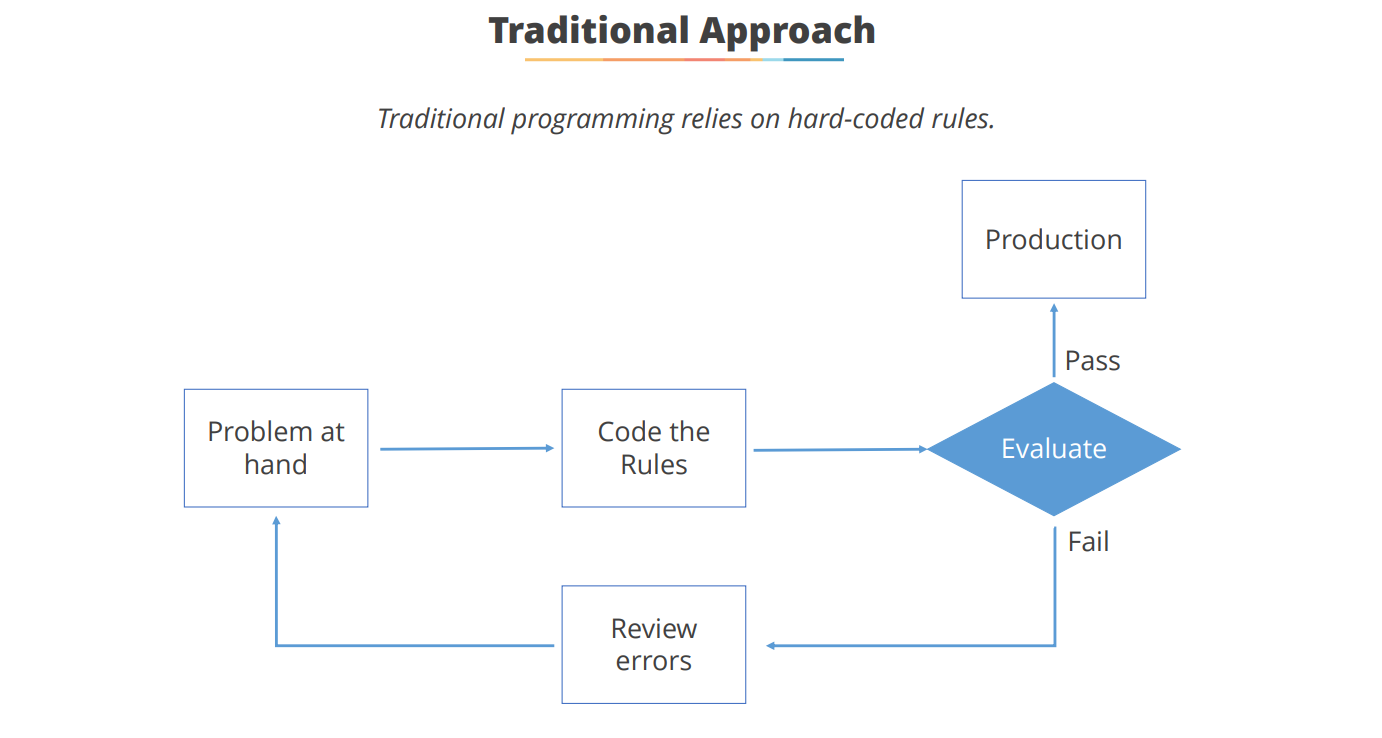 Traditional Approach
Traditional programming relies on hard-coded rules.
Production
Pass
Problem at
hand
Code the
Rules
Evaluate
Fail
Review
errors